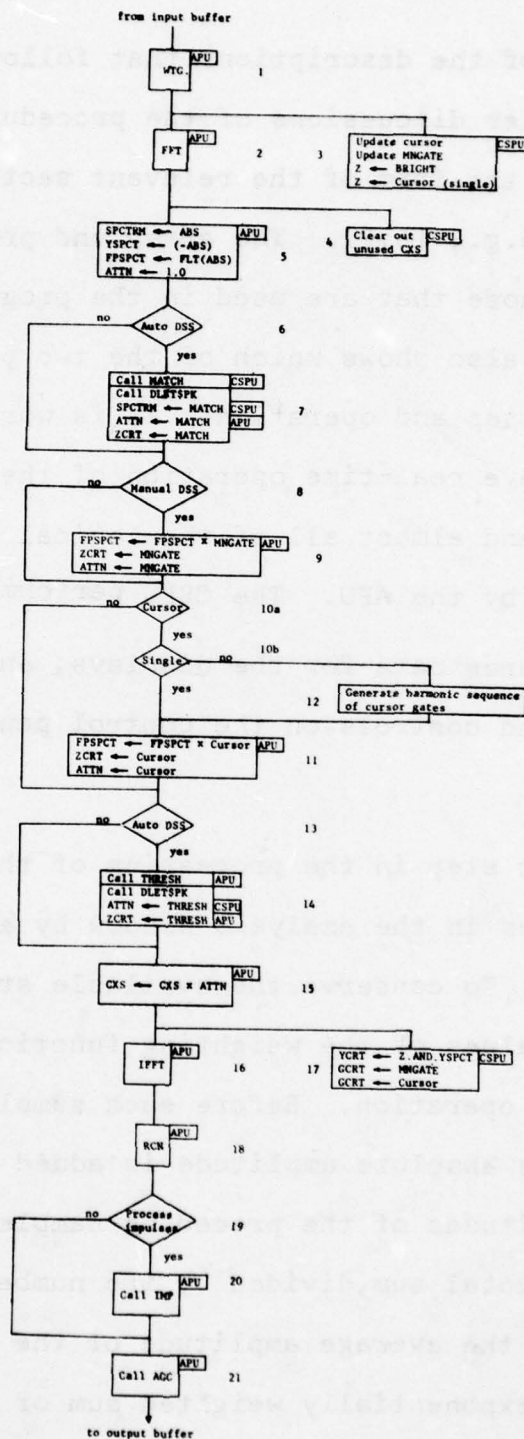 from input buffer
APU
WTG.
1
APU
FFT
2
3
CSPU
Update cursor
Update MNGATE
Z ← BRIGHT
Z ← Cursor (single)
SPCTRM ← ABS APU
YSPCT ← (-ABS)
FPSPCT ← FLT(ABS)
ATTN ← 1.0
5
4
Clear out CSPU
unused CXS
no
Auto DSS
6
yes
Call MATCH CSPU
Call DLET$PK
SPCTRM ← MATCH CSPU
ATTN ← MATCH APU
ZCRT ← MATCH
7
no
Manual DSS
8
yes
FPSPCT ← FPSPCT x MNGATE APU
ZCRT ← MNGATE
ATTN ← MNGATE
9
no
Cursor
10a
yes
10b
Single
no
yes
12
Generate harmonic sequence
of cursor gates
FPSPCT ← FPSPCT x Cursor APU
ZCRT ← Cursor
ATTN ← Cursor
11
no
Auto DSS
13
yes
Call THRESH APU
Call DLET$PK
ATTN ← THRESH CSPU
ZCRT ← THRESH APU
14
APU
CXS ← CXS x ATTN
15
APU
IFFT
16
17
YCRT ← Z.AND.YSPCT CSPU
GCRT ← MNGATE
GCRT ← Cursor
APU
RCN
18
no
Process
impulses
19
yes
APU
20
Call IMP
APU
Call AGC
21
to output buffer